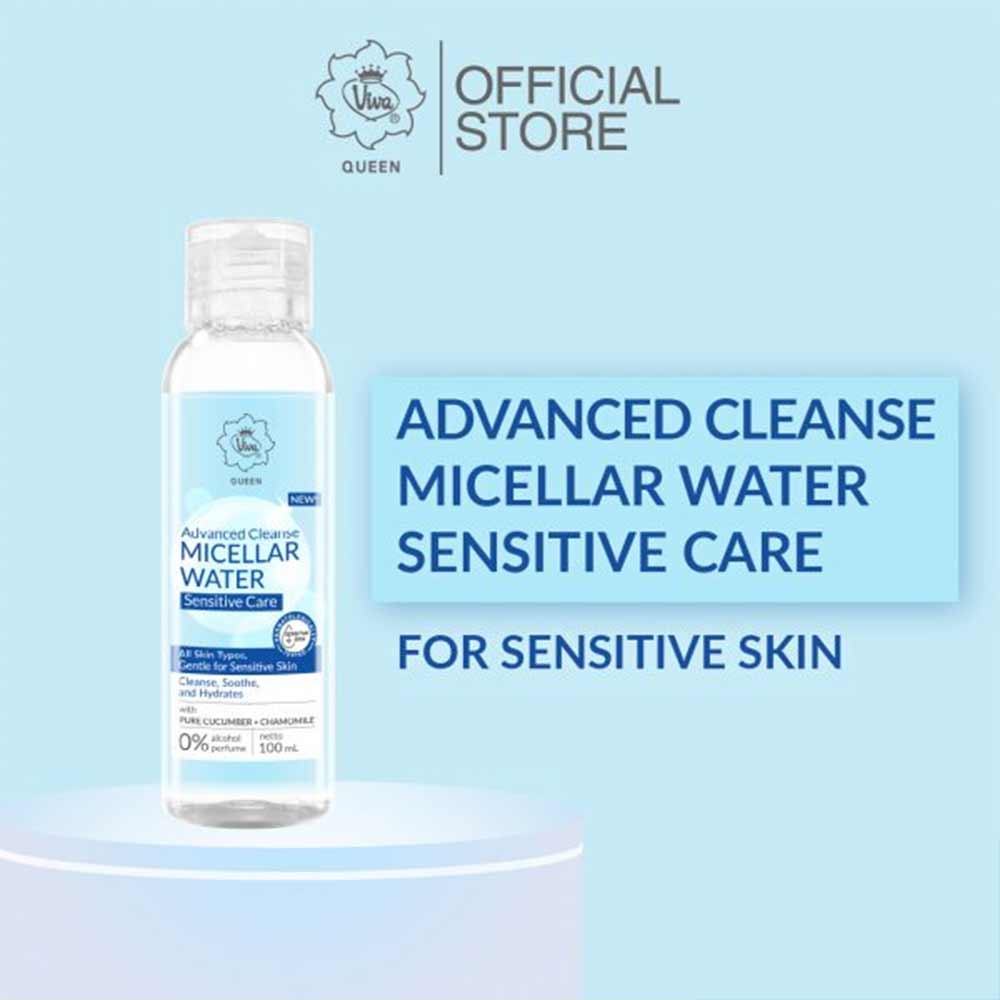 Viva
®
QUEEN
OFFICIAL
STORE
Viva
®
QUEEN
NEW
Advanced Cleanse
MICELLAR
WATER
Sensitive Care
All Skin Types,
Gentle for Sensitive Skin
Cleanse, Soothe,
and Hydrates
with
PURE CUCUMBER • CHAMOMILE
0% alcohol
perfume
netto
100 mL
ADVANCED CLEANSE
MICELLAR WATER
SENSITIVE CARE
FOR SENSITIVE SKIN